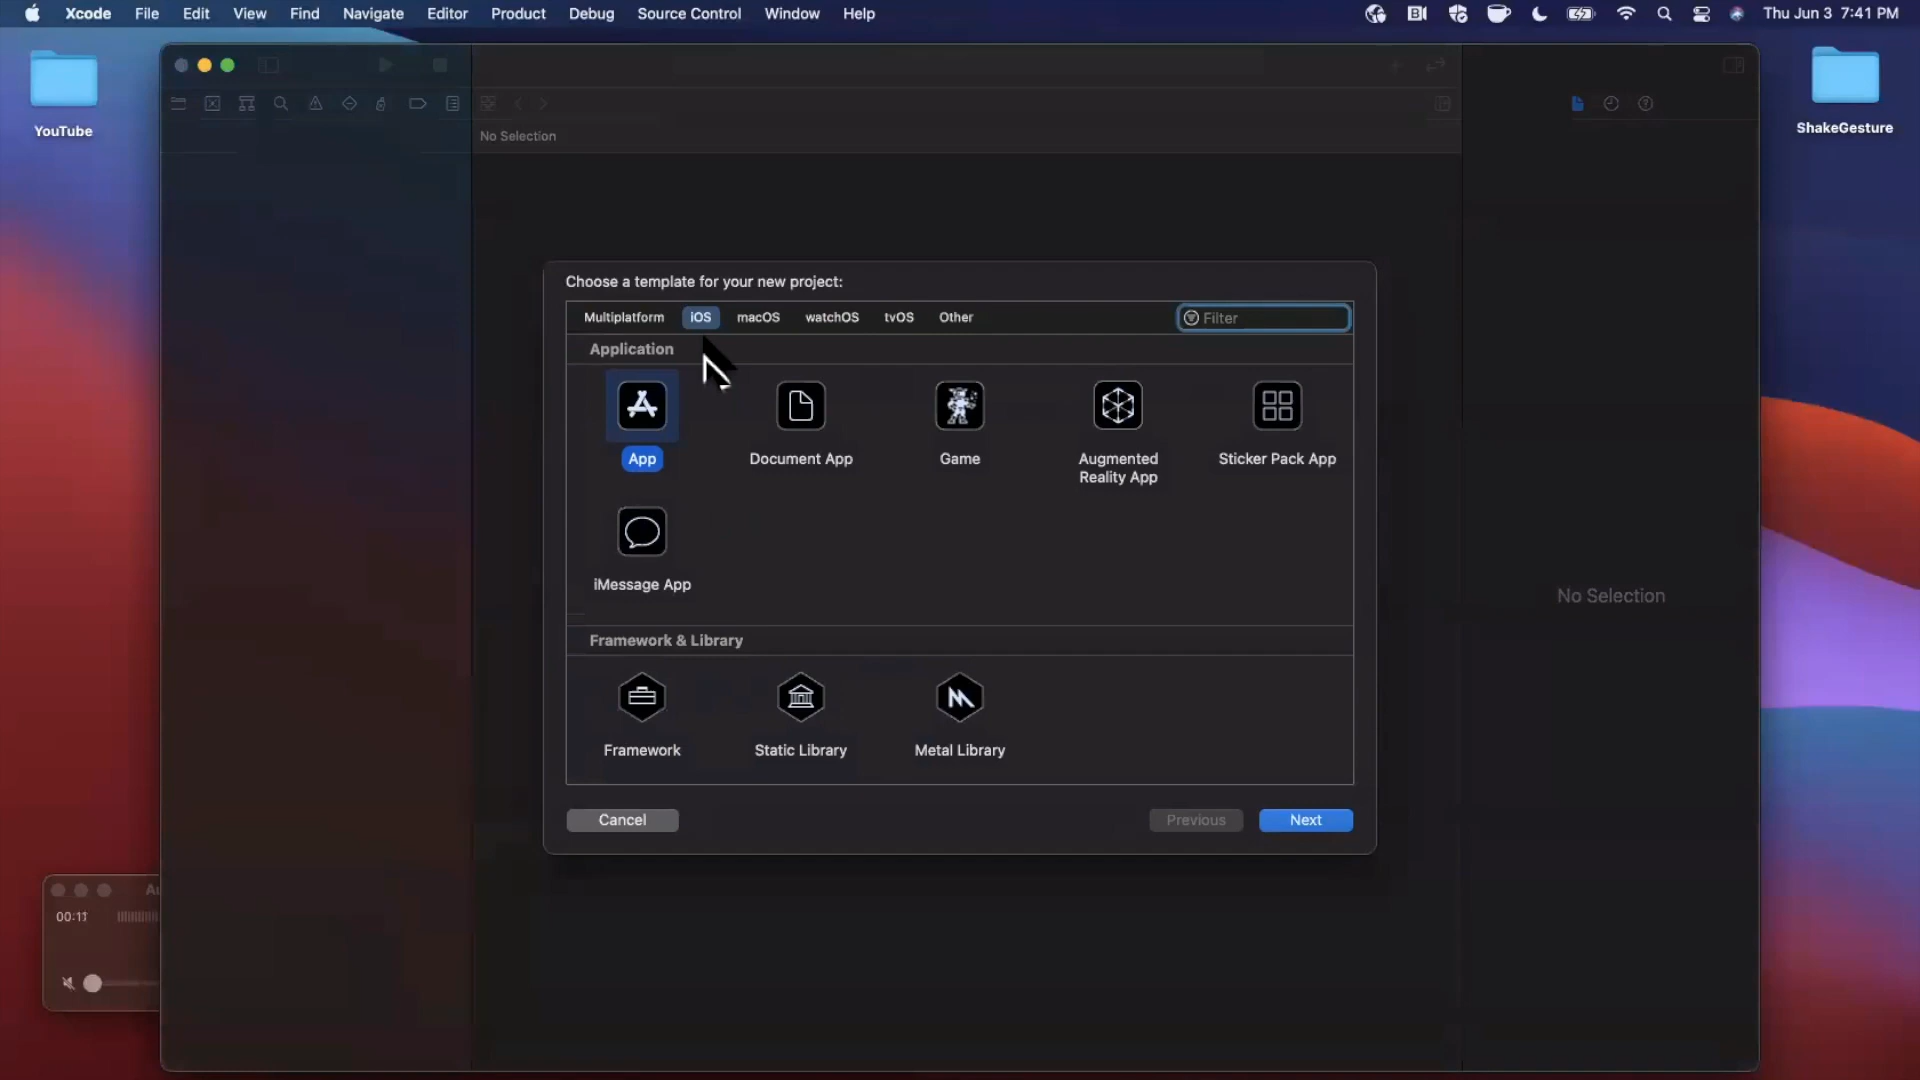 Xcode File Edit View Find Navigate Editor Product Debug Source Control Window Help Thu Jun 3 7:41 PM
YouTube
ShakeGesture
No Selection
Choose a template for your new project:
Multiplatform iOS macOS watchOS tvOS Other Filter
Application
App Document App Game Augmented Reality App Sticker Pack App
iMessage App
No Selection
Framework & Library
Framework Static Library Metal Library
Cancel Previous Next
00:11